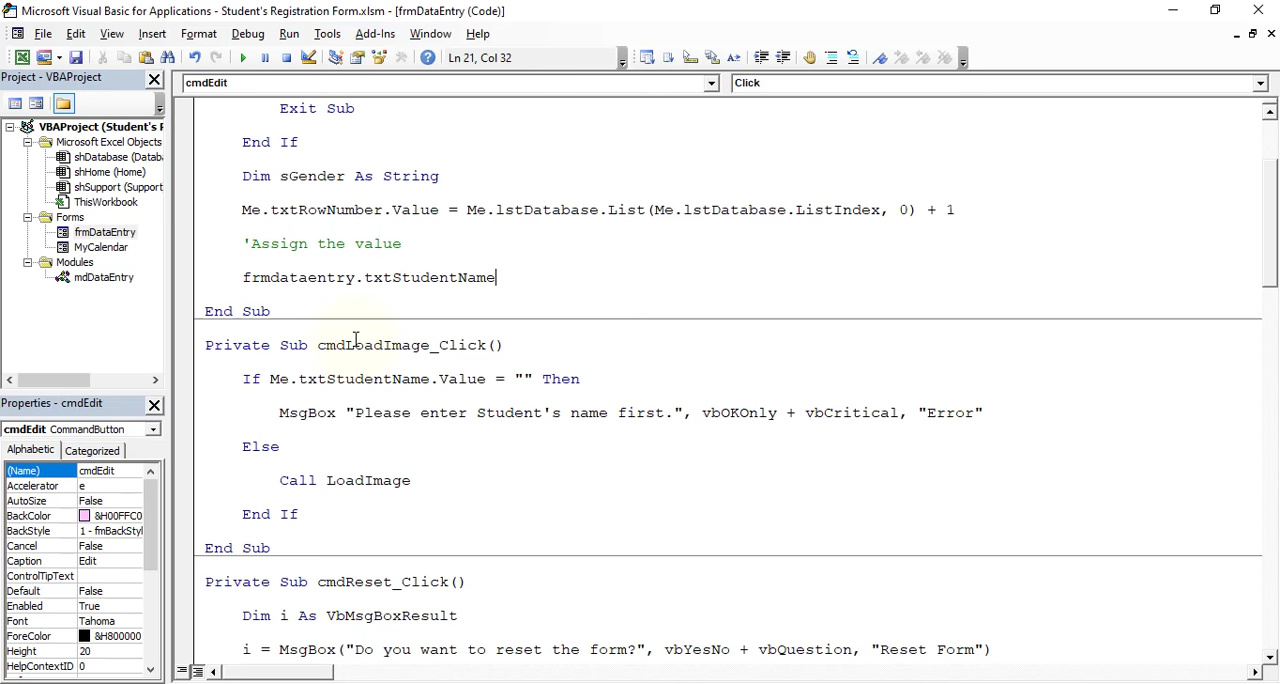 Microsoft Visual Basic for Applications - Student's Registration Form.xlsm - [frmDataEntry (Code)]
File Edit View Insert Format Debug Run Tools Add-Ins Window Help
Ln 21, Col 32
Project - VBAProject
cmdEdit Click
VBAProject (Student's F
Microsoft Excel Objects
shDatabase (Datab
shHome (Home)
shSupport (Support
ThisWorkbook
Forms
frmDataEntry
MyCalendar
Modules
mdDataEntry
Properties - cmdEdit
cmdEdit CommandButton
Alphabetic Categorized
(Name) cmdEdit
Accelerator e
AutoSize False
BackColor &H00FFC0
BackStyle 1 - fmBackStyl
Cancel False
Caption Edit
ControlTipText
Default False
Enabled True
Font Tahoma
ForeColor &H800000
Height 20
HelpContextID 0
Exit Sub
End If
Dim sGender As String
Me.txtRowNumber.Value = Me.lstDatabase.List(Me.lstDatabase.ListIndex, 0) + 1
'Assign the value
frmdataentry.txtStudentName
End Sub
Private Sub cmdLoadImage_Click()
If Me.txtStudentName.Value = "" Then
MsgBox "Please enter Student's name first.", vbOKOnly + vbCritical, "Error"
Else
Call LoadImage
End If
End Sub
Private Sub cmdReset_Click()
Dim i As VbMsgBoxResult
i = MsgBox("Do you want to reset the form?", vbYesNo + vbQuestion, "Reset Form")